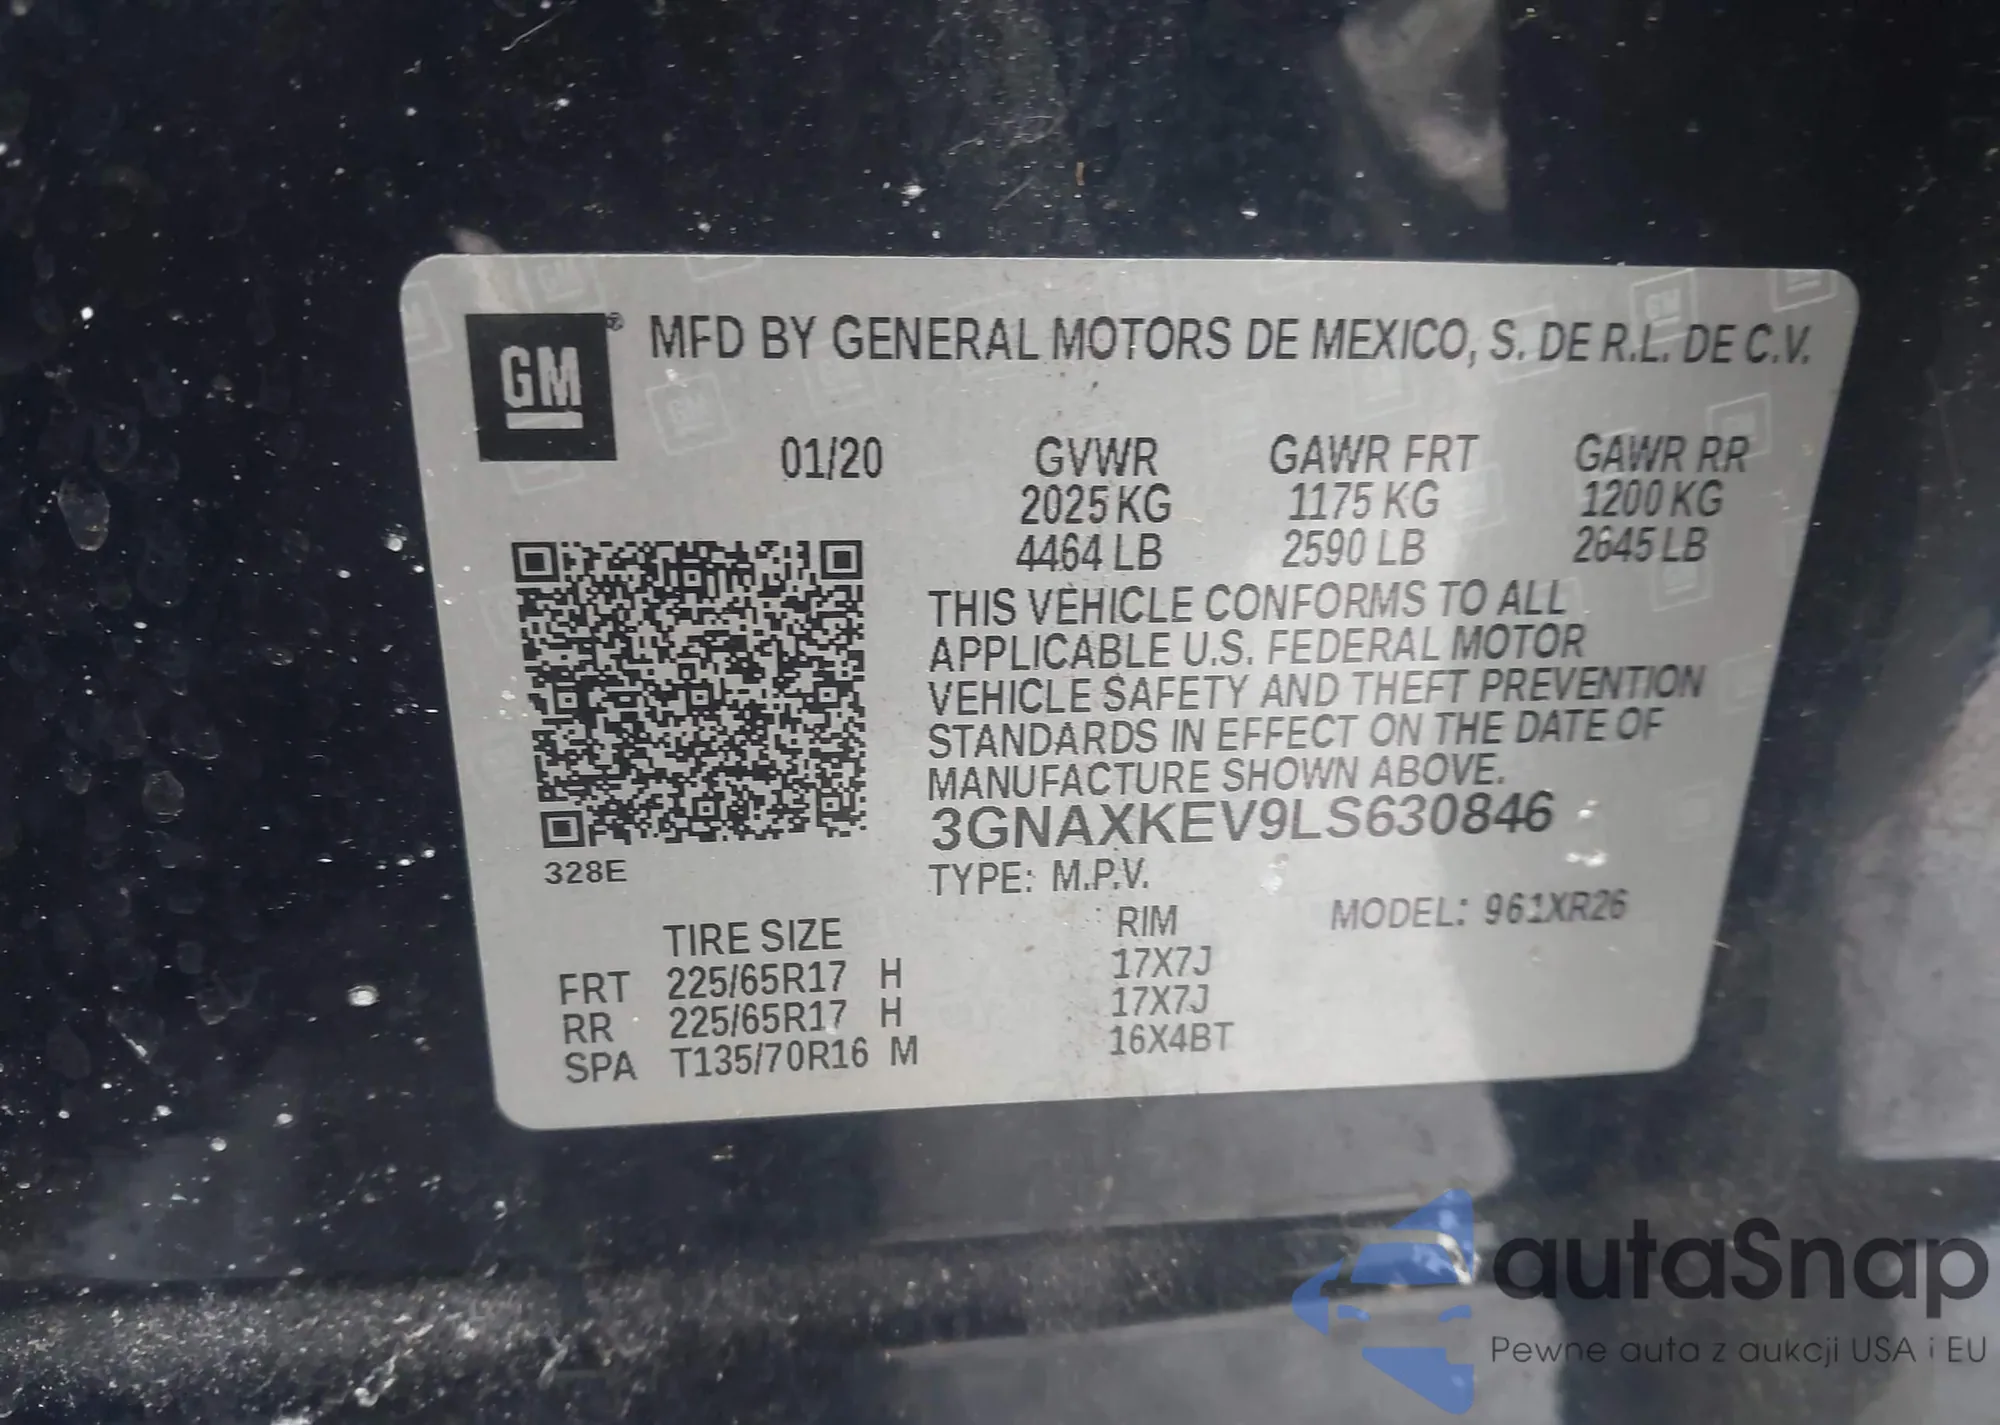 GM ® MFD BY GENERAL MOTORS DE MEXICO, S. DE R.L. DE C.V.
01/20 GVWR GAWR FRT GAWR RR
2025 KG 1175 KG 1200 KG
4464 LB 2590 LB 2645 LB
THIS VEHICLE CONFORMS TO ALL
APPLICABLE U.S. FEDERAL MOTOR
VEHICLE SAFETY AND THEFT PREVENTION
STANDARDS IN EFFECT ON THE DATE OF
MANUFACTURE SHOWN ABOVE.
3GNAXKEV9LS630846
328E
TYPE: M.P.V.
MODEL: 961XR26
TIRE SIZE RIM
FRT 225/65R17 H 17X7J
RR 225/65R17 H 17X7J
SPA T135/70R16 M 16X4BT
autaSnap
Pewne auta z aukcji USA i EU